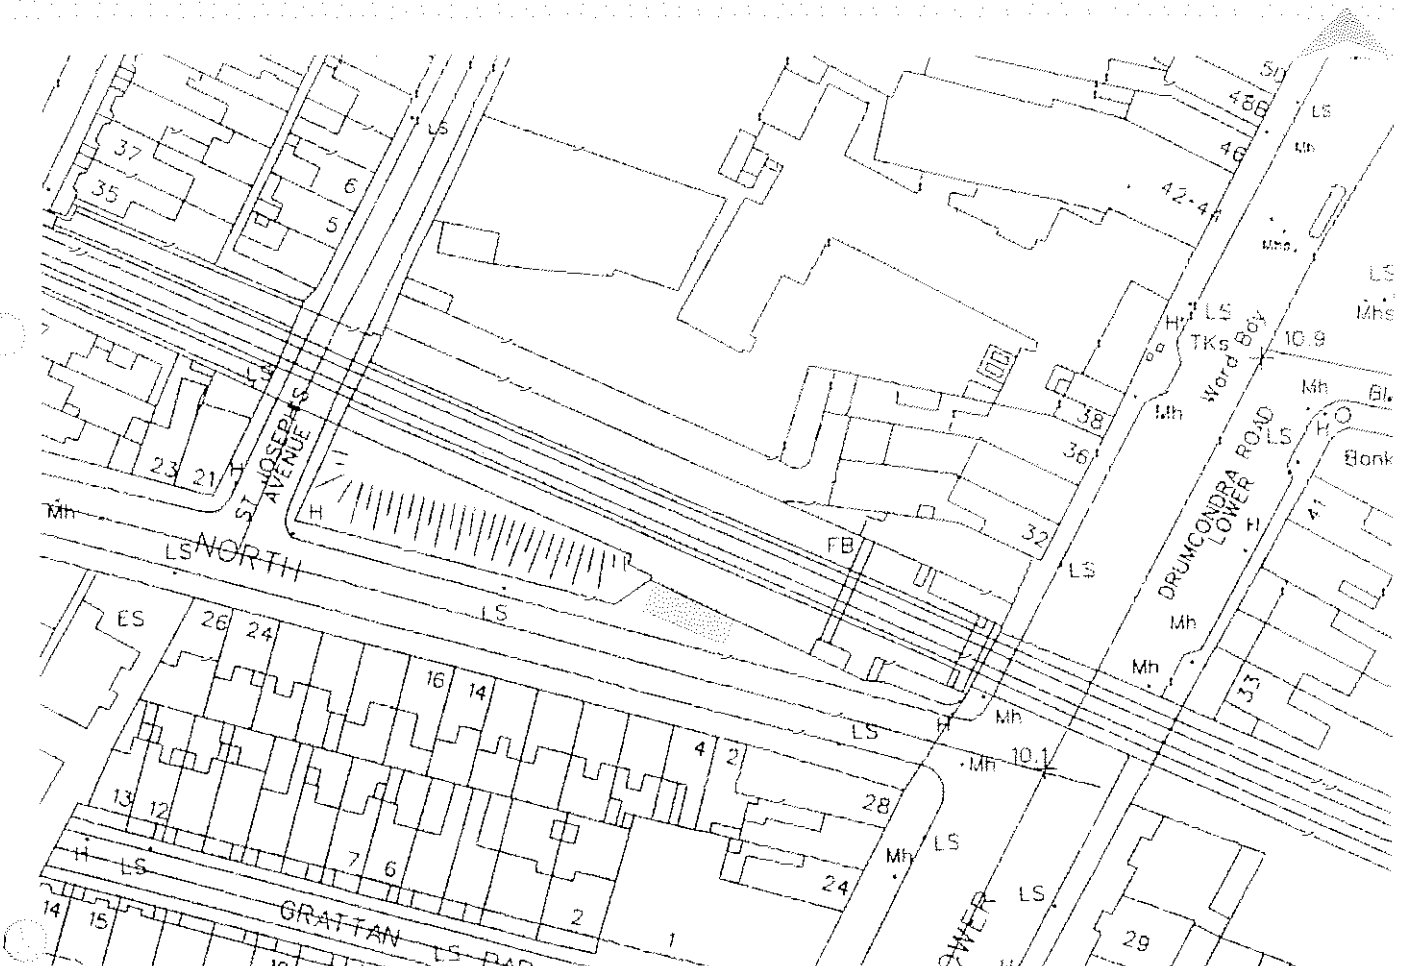 50
48B
LS
46
Mh
LS
37
6
42-44
35
5
Mhs.
LS
Mhs
H
LS
TKs
Ward Bdy
10.9
LS
Mh
Mh
38
H
LS
36
Bank
23
21
H
ST JOSEPHS
AVENUE
DRUMCONDRA ROAD
LOWER
H
41
Mh
H
LS
NORTH
32
FB
LS
LS
ES
26
24
Mh
Mh
16
14
33
Mh
H
LS
4
2
Mh
10.1
28
13
12
LS
Mh
H
LS
7
6
24
LS
14
15
GRATTAN
2
1
29
LS